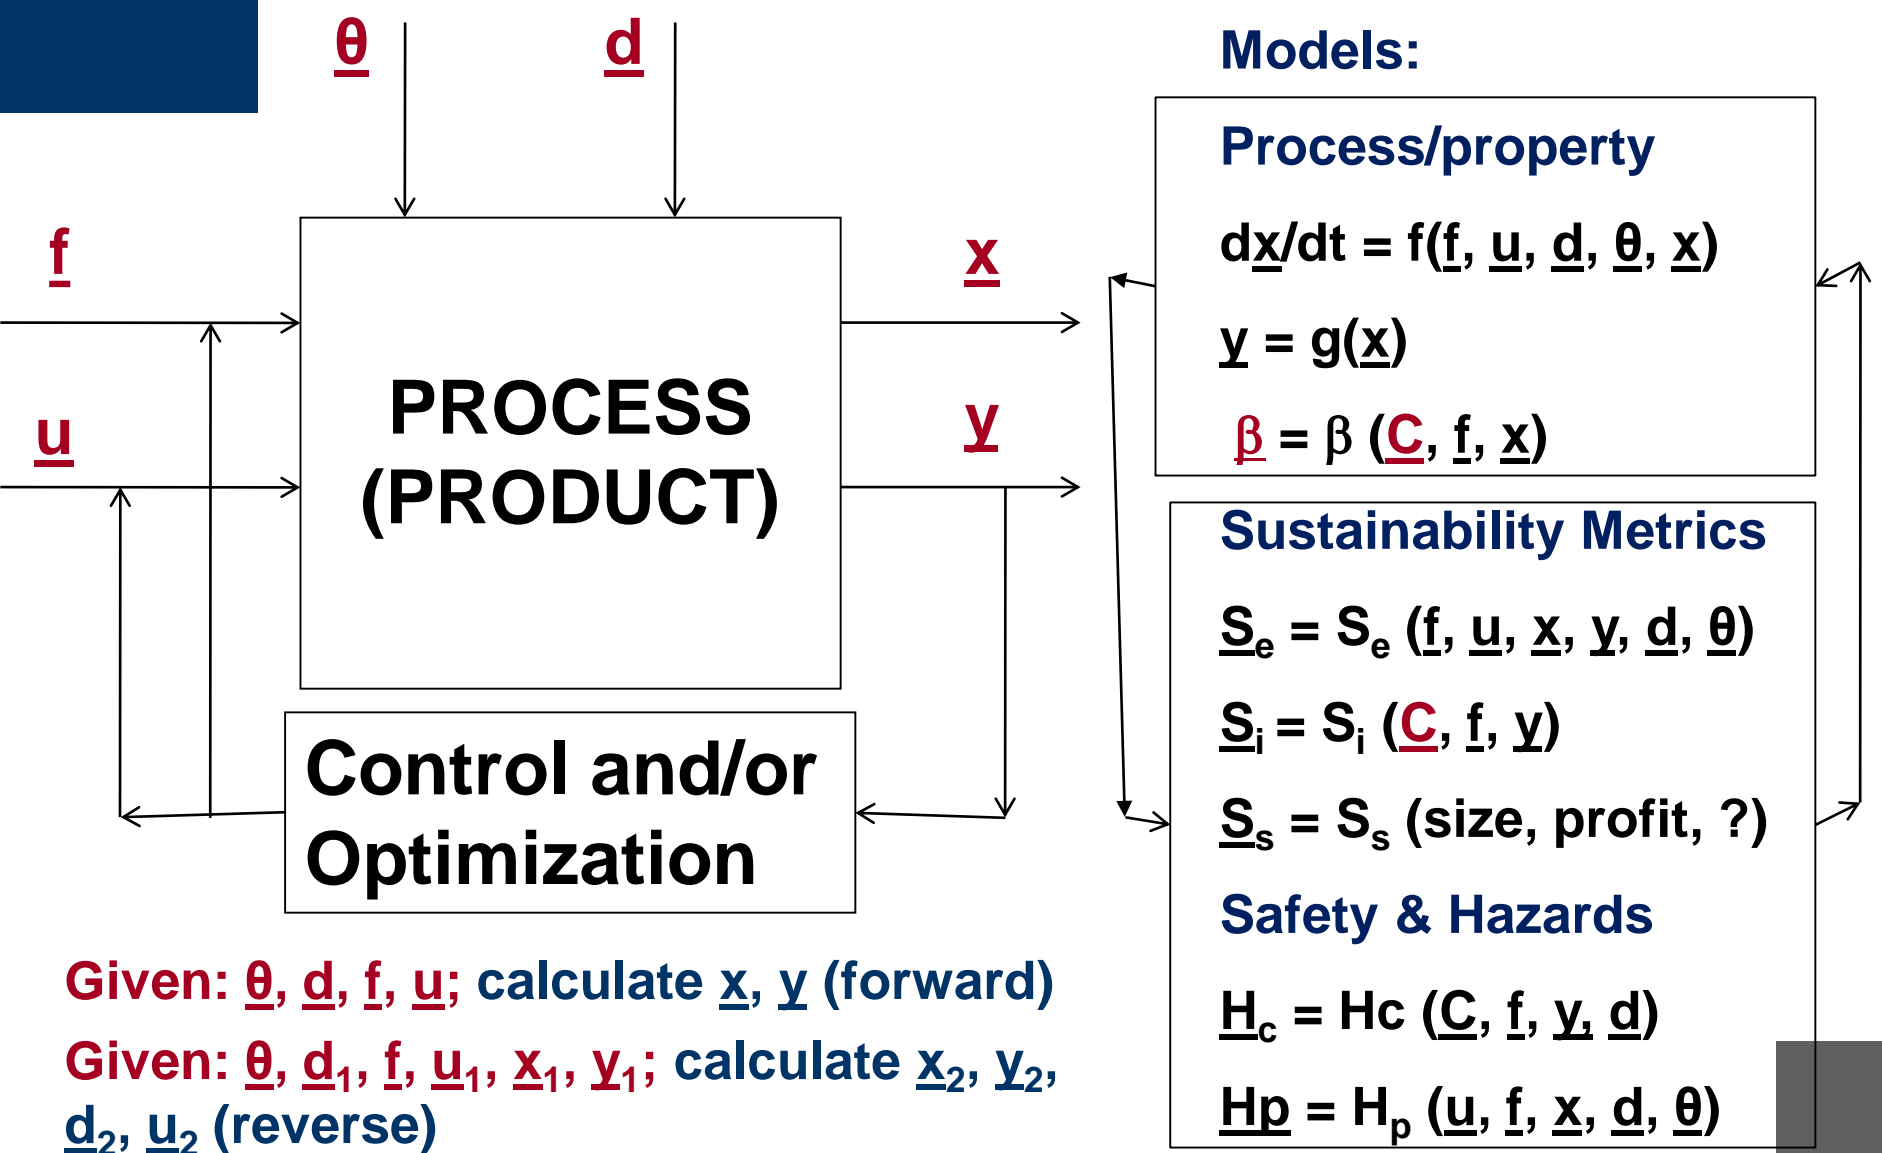 θ
d
f
u
x
y
PROCESS
(PRODUCT)
Control and/or
Optimization
Given: θ, d, f, u; calculate x, y (forward)
Given: θ, d₁, f, u₁, x₁, y₁; calculate x₂, y₂,
d₂, u₂ (reverse)
Models:
Process/property
dx/dt = f(f, u, d, θ, x)
y = g(x)
β = β (C, f, x)
Sustainability Metrics
Sₑ = Sₑ (f, u, x, y, d, θ)
Sᵢ = Sᵢ (C, f, y)
Sₛ = Sₛ (size, profit, ?)
Safety & Hazards
H꜀ = Hc (C, f, y, d)
Hp = Hₚ (u, f, x, d, θ)